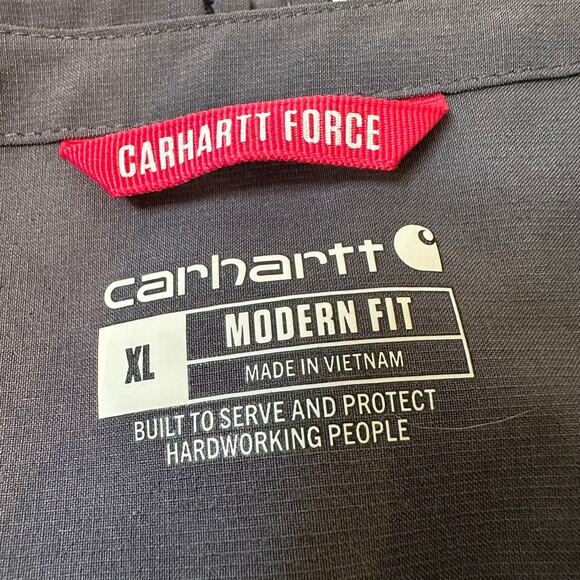 CARHARTT FORCE
carhartt
XL
MODERN FIT
MADE IN VIETNAM
BUILT TO SERVE AND PROTECT
HARDWORKING PEOPLE